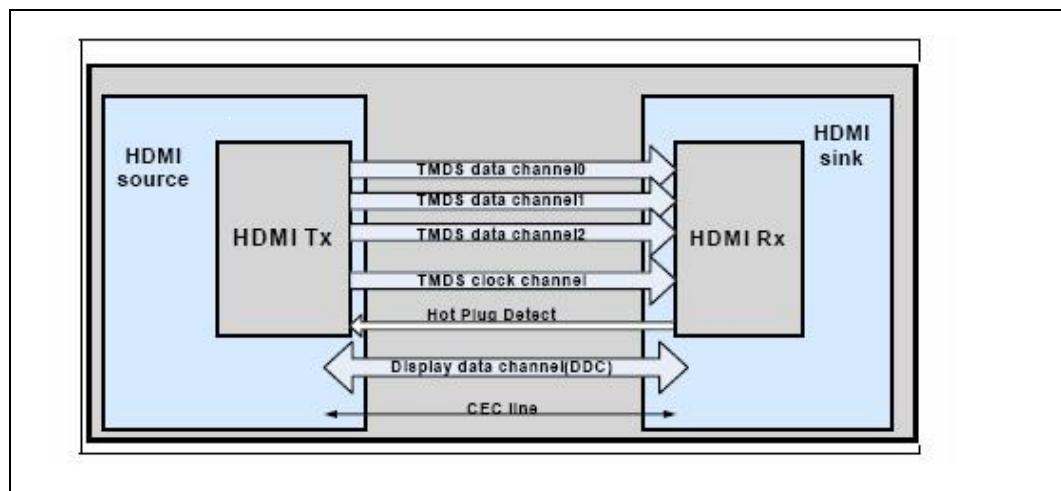 HDMI
source
HDMI Tx
TMDS data channel0
TMDS data channel1
TMDS data channel2
TMDS clock channel
Hot Plug Detect
Display data channel(DDC)
CEC line
HDMI Rx
HDMI
sink